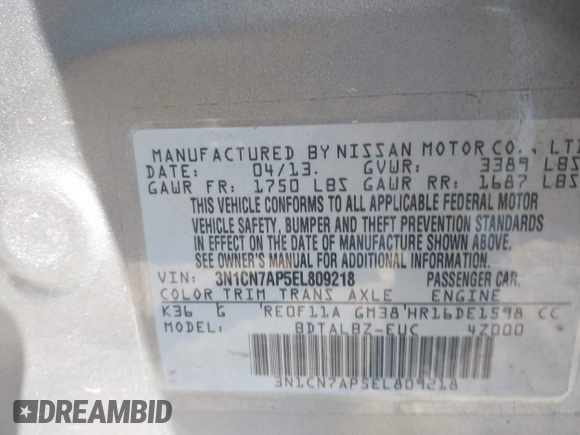 MANUFACTURED BY NISSAN MOTOR CO., LTD
DATE: 04/13. GVWR: 3389 LBS
GAWR FR: 1750 LBS GAWR RR: 1687 LBS
THIS VEHICLE CONFORMS TO ALL APPLICABLE FEDERAL MOTOR
VEHICLE SAFETY, BUMPER AND THEFT PREVENTION STANDARDS
IN EFFECT ON THE DATE OF MANUFACTURE SHOWN ABOVE.
SEE OWNER'S MANUAL FOR ADDITIONAL INFORMATION.
VIN: 3N1CN7AP5EL809218 PASSENGER CAR.
COLOR TRIM TRANS AXLE ENGINE
K36 G RE0F11A GM38 HR16DE1598 CC
MODEL: BDTALBZ-EUC 4Z000
3N1CN7AP5EL809218
DREAMBID